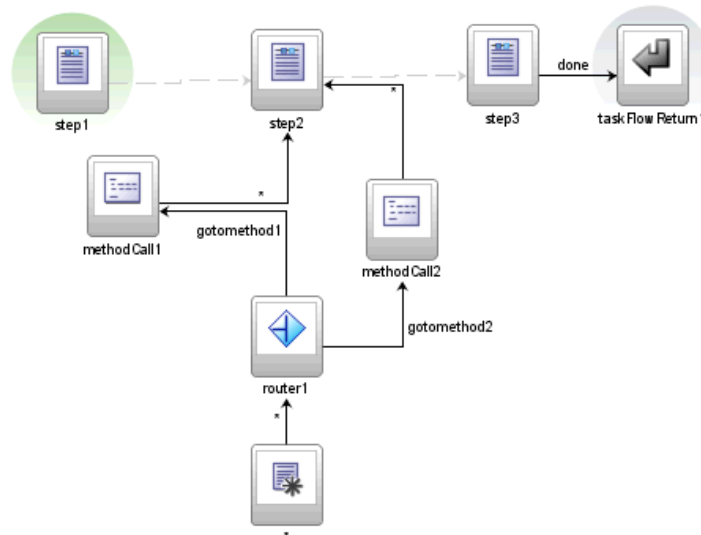 done
step1
step2
step3
taskFlowReturn1
*
*
gotomethod1
methodCall1
methodCall2
gotomethod2
router1
*
*